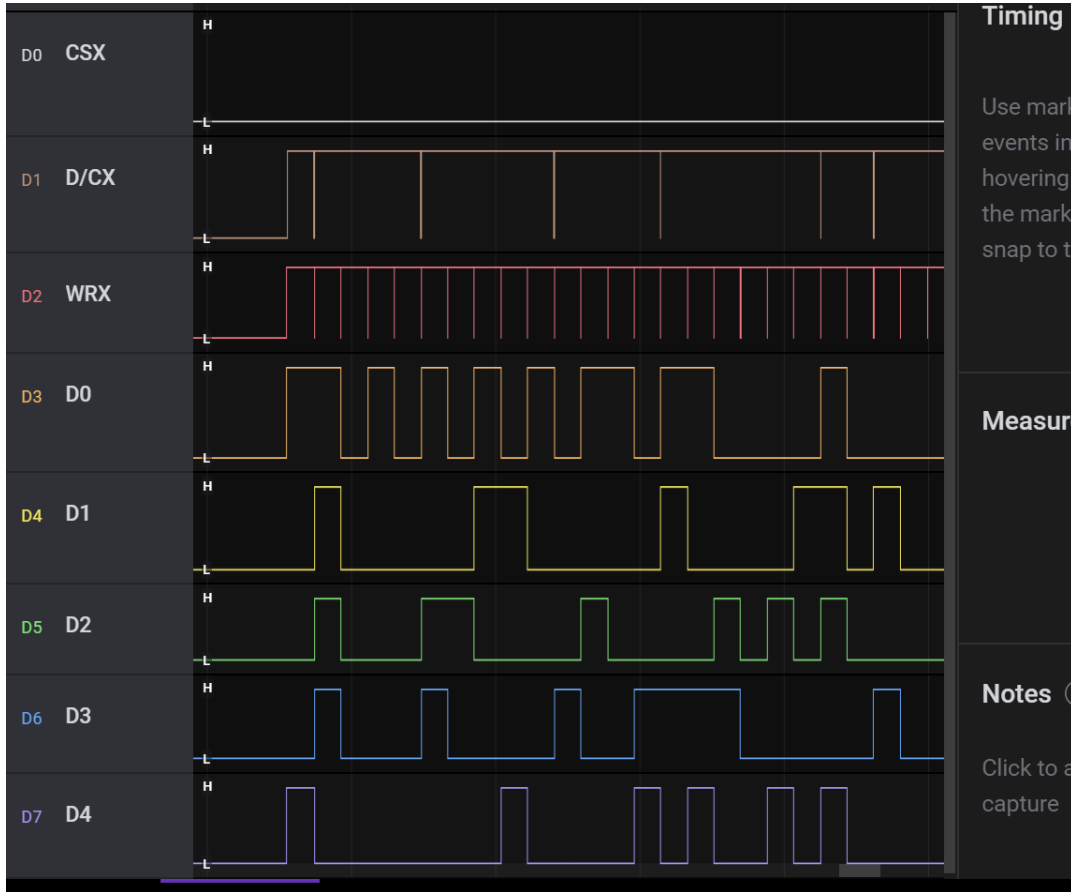 D0 CSX
H
L
D1 D/CX
H
L
D2 WRX
H
L
D3 D0
H
L
D4 D1
H
L
D5 D2
H
L
D6 D3
H
L
D7 D4
H
L
Timing
Use mark
events in
hovering
the mark
snap to t
Measur
Notes
Click to a
capture